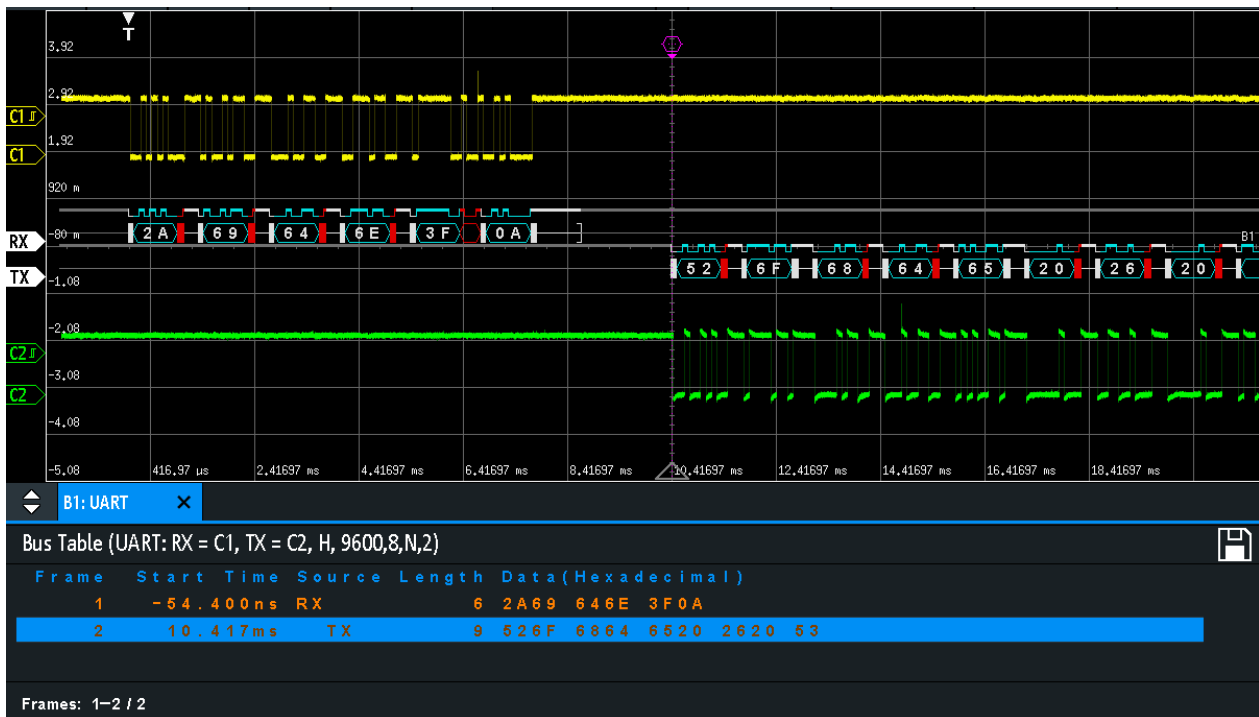 T
3.92
2.92
C1
1.92
C1
920 m
RX
-80 m
2A 69 64 6E 3F 0A
B1
TX
-1.08
52 6F 68 64 65 20 26 20
-2.08
C2
-3.08
C2
-4.08
-5.08 416.97 µs 2.41697 ms 4.41697 ms 6.41697 ms 8.41697 ms 10.41697 ms 12.41697 ms 14.41697 ms 16.41697 ms 18.41697 ms
B1: UART ×
Bus Table (UART: RX = C1, TX = C2, H, 9600,8,N,2)
Frame Start Time Source Length Data(Hexadecimal)
1 -54.400ns RX 6 2A69 646E 3F0A
2 10.417ms TX 9 526F 6864 6520 2620 53
Frames: 1-2 / 2